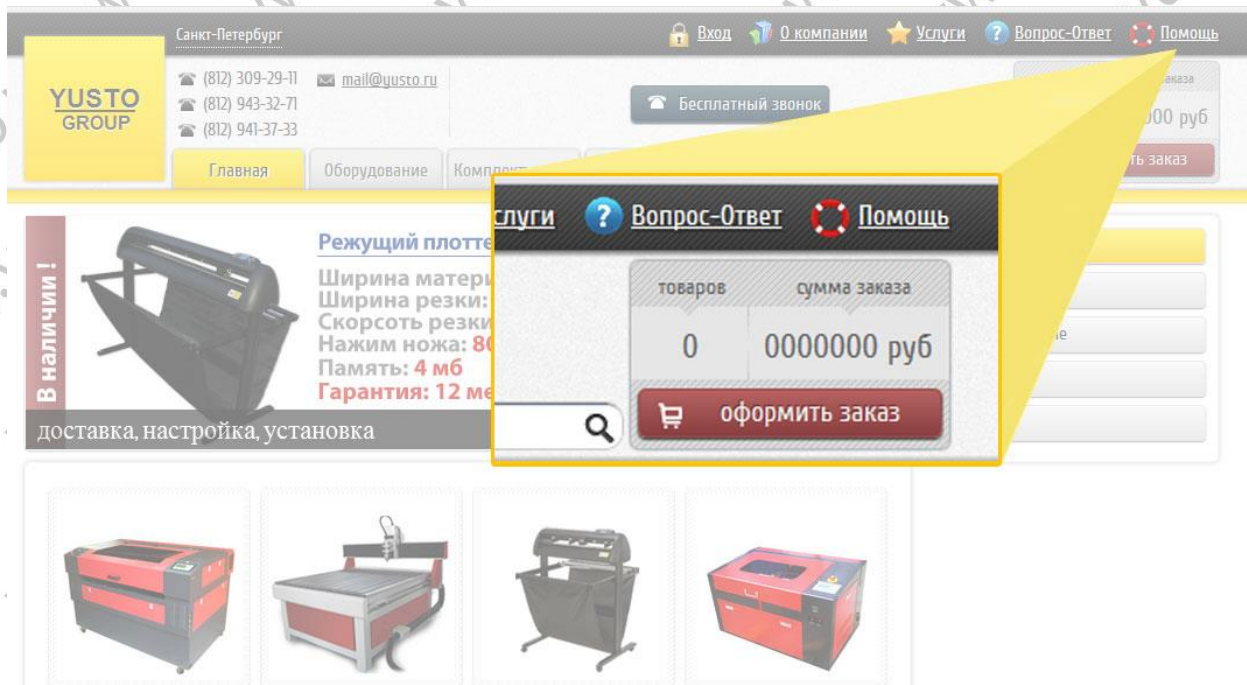 Санкт-Петербург
Вход О компании Услуги Вопрос-Ответ Помощь
YUSTO
GROUP
(812) 309-29-11 mail@yusto.ru
(812) 943-32-71
(812) 941-37-33
Бесплатный звонок
заказа
000 руб
ть заказ
Главная Оборудование Компл
слуги Вопрос-Ответ Помощь
товаров сумма заказа
0 0000000 руб
оформить заказ
В наличии !
Режущий плотте
Ширина матери
Ширина резки:
Скорсоть резки
Нажим ножа: 80
Память: 4 мб
Гарантия: 12 ме
доставка, настройка, установка